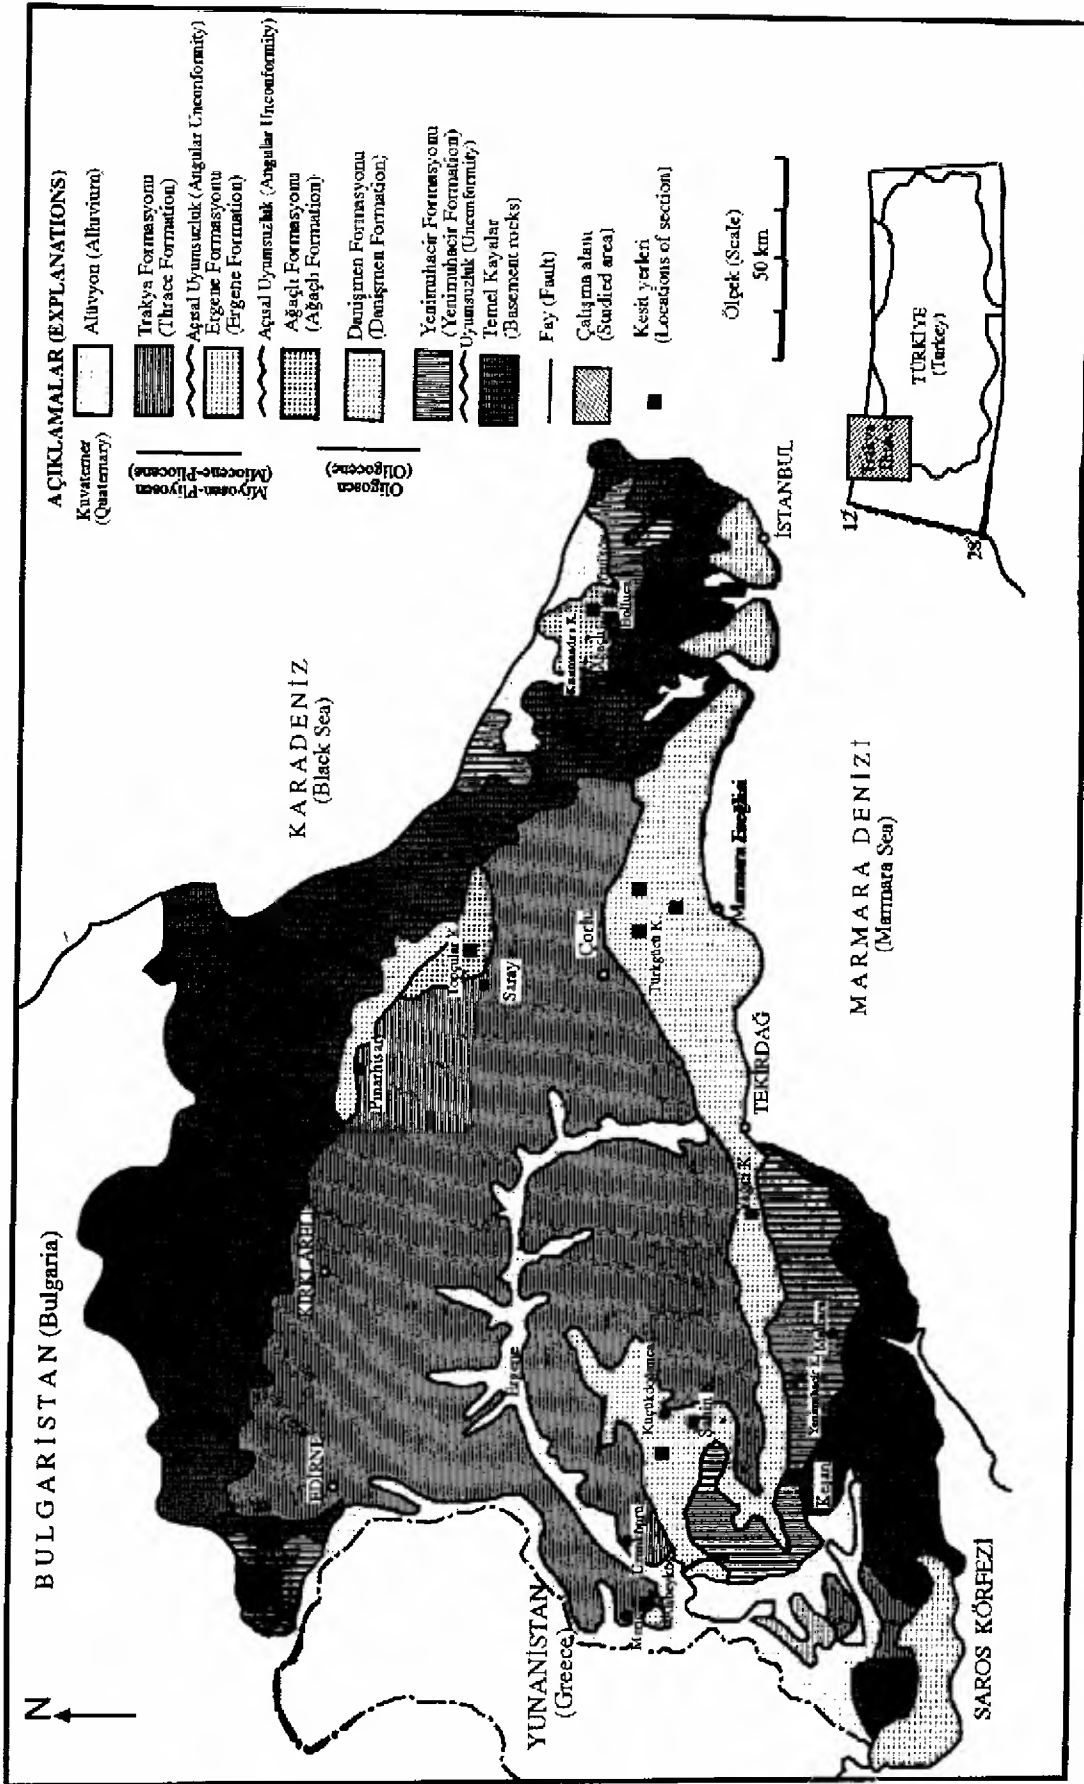 AÇIKLAMALAR (EXPLANATIONS)
Kuvaterner
(Quaternary)
Alüvyon (Alluvium)
Miyosen-Pliyosen
(Miocene-Pliocene)
Trakya Formasyonu
(Thrace Formation)
Açısal Uyumsuzluk (Angular Unconformity)
Ergene Formasyonu
(Ergene Formation)
Açısal Uyumsuzluk (Angular Unconformity)
Ağaçlı Formasyonu
(Ağaçlı Formation)
Oligosen
(Oligocene)
Danişmen Formasyonu
(Danişmen Formation)
Yenimuhacir Formasyonu
(Yenimuhacir Formation)
Uyumsuzluk (Unconformity)
Temel Kayalar
(Basement rocks)
Fay (Fault)
Çalışma alanı
(Studied area)
Kesit yerleri
(Locations of section)
Ölçek (Scale)
50 km
TÜRKİYE
(Turkey)
12
28
N
BULGARİSTAN (Bulgaria)
KARADENİZ
(Black Sea)
YUNANİSTAN
(Greece)
MARMARA DENİZİ
(Marmara Sea)
SAROS KÖRFEZİ
EDİRNE
KIRKLARELİ
Pınarhisar
Saray
Çorlu
Türkgücü K.
Marmara Ereğlisi
TEKİRDAĞ
İSTANBUL
Ergene
Küçükdoğanca
Keşan